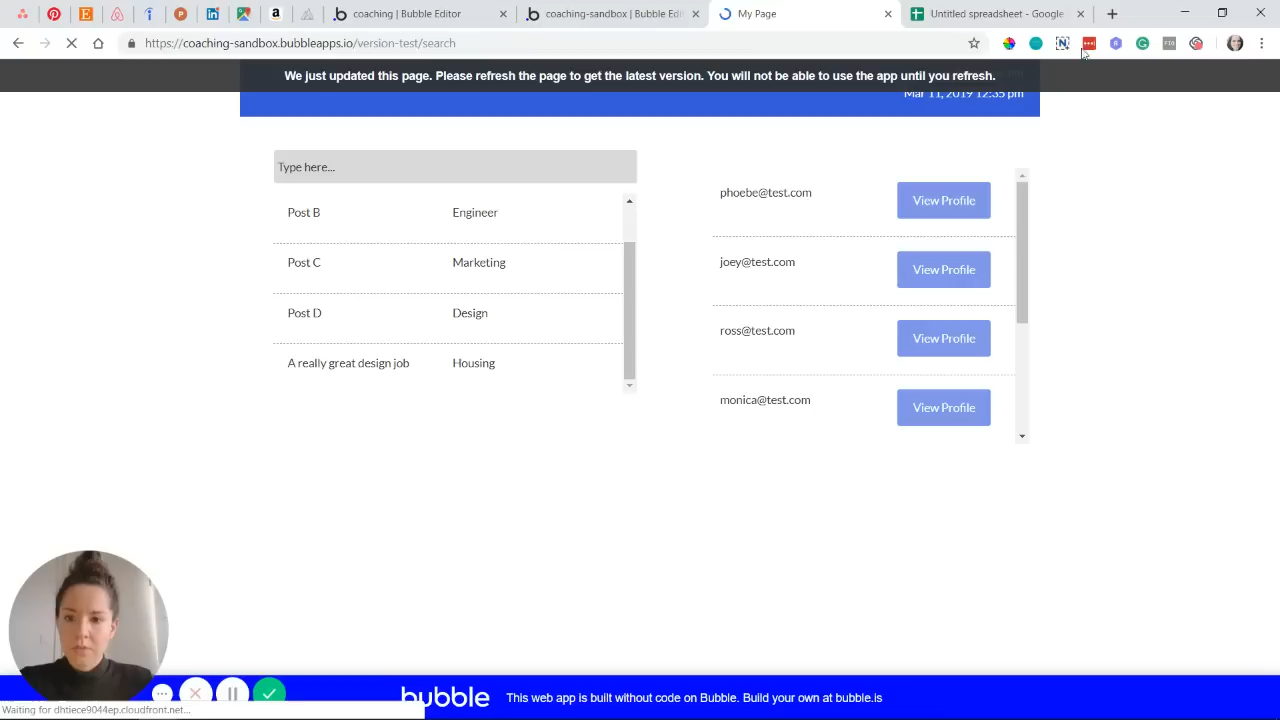 coaching | Bubble Editor
coaching-sandbox | Bubble Edi
My Page
Untitled spreadsheet - Google
https://coaching-sandbox.bubbleapps.io/version-test/search
We just updated this page. Please refresh the page to get the latest version. You will not be able to use the app until you refresh.
Mar 11, 2019 12:35 pm
Type here...
Post B Engineer
Post C Marketing
Post D Design
A really great design job Housing
phoebe@test.com View Profile
joey@test.com View Profile
ross@test.com View Profile
monica@test.com View Profile
bubble This web app is built without code on Bubble. Build your own at bubble.is
Waiting for dhtiece9044ep.cloudfront.net...